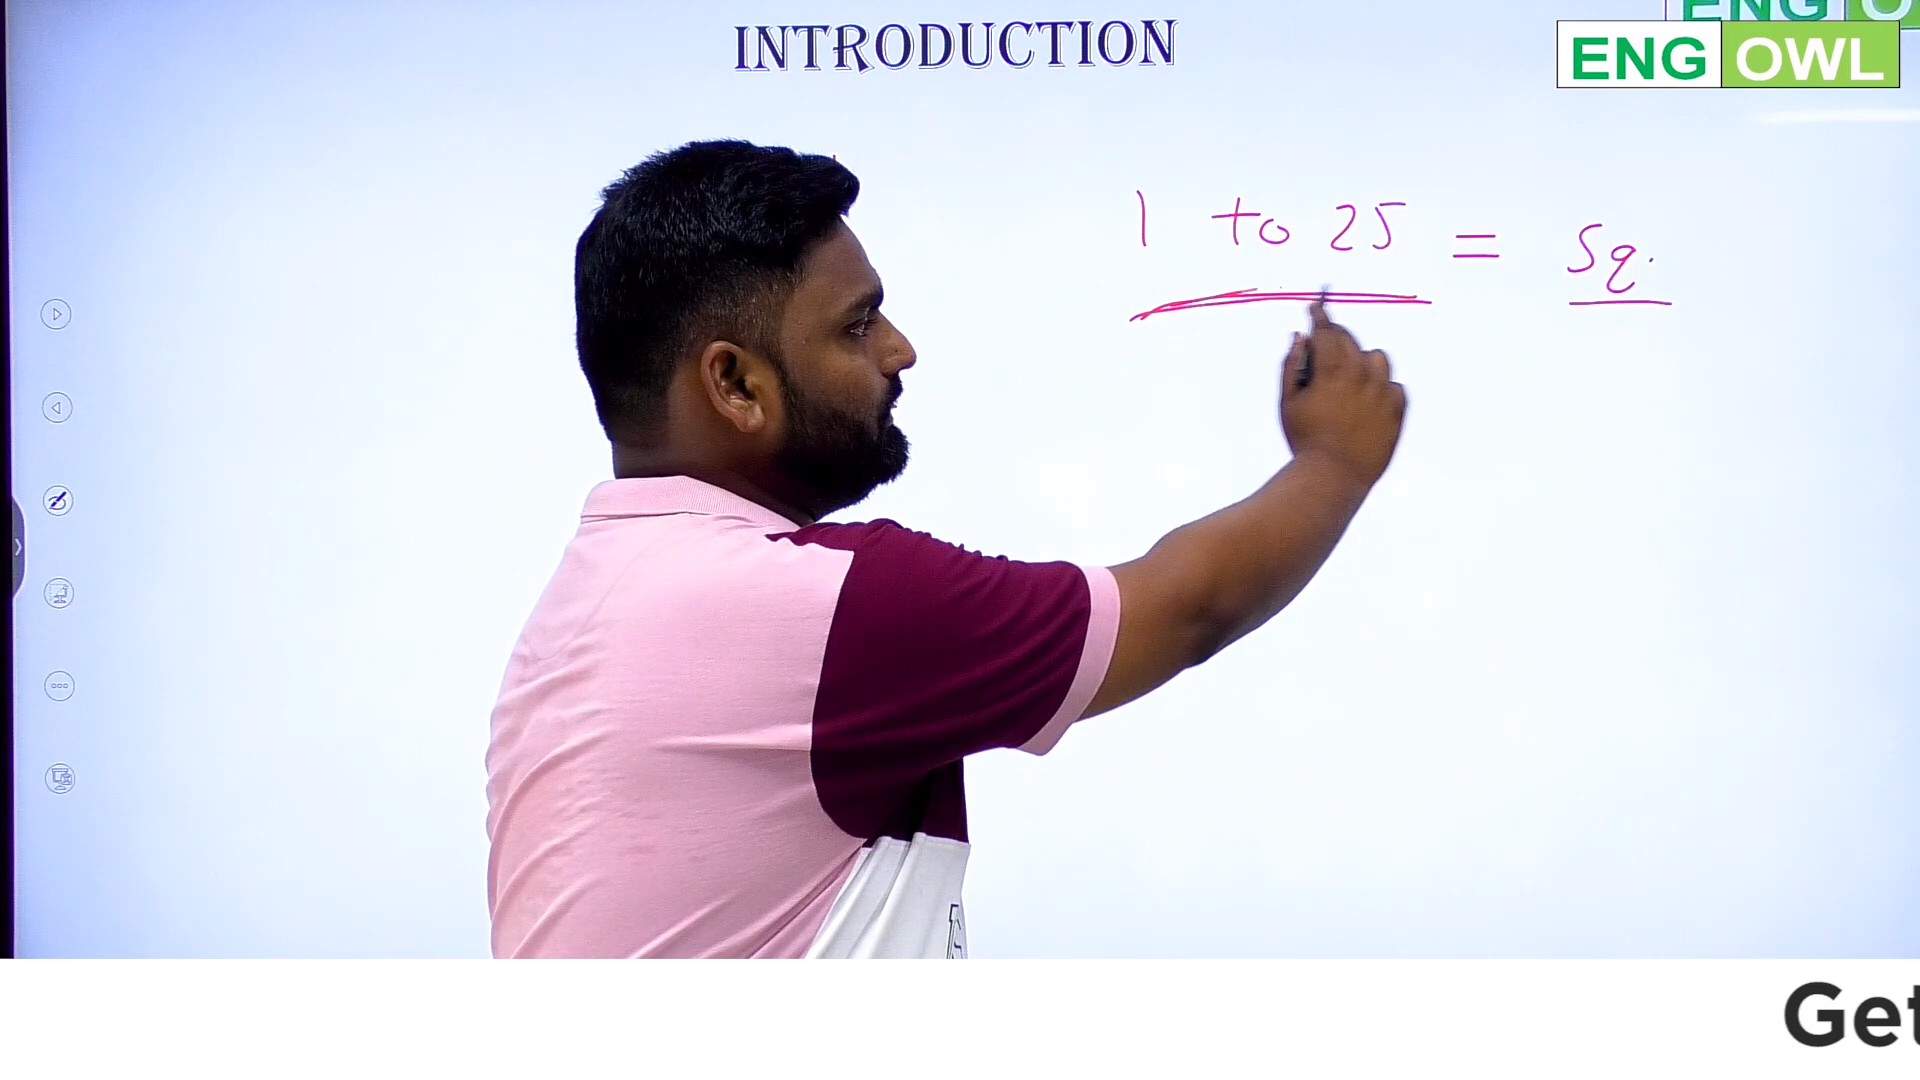 INTRODUCTION
ENG OWL
1 to 25 = Sq.
Get